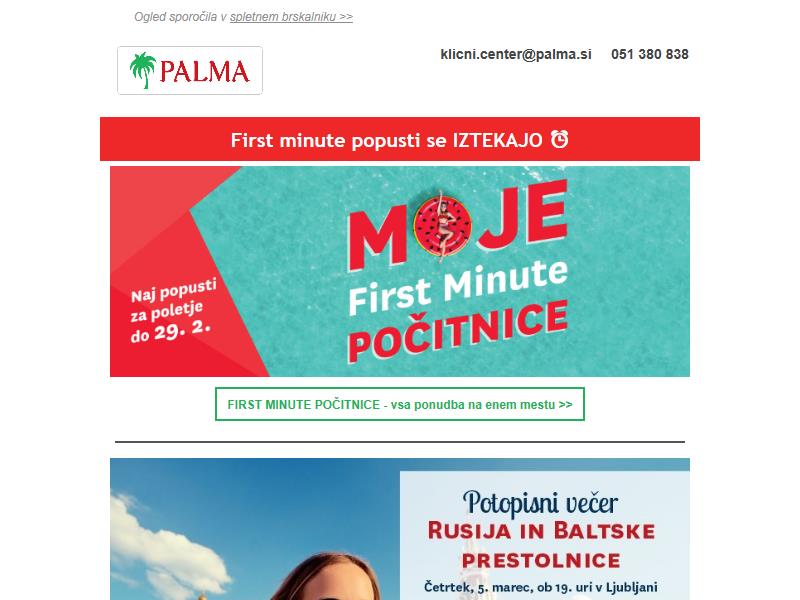 Ogled sporočila v spletnem brskalniku >>
PALMA
klicni.center@palma.si 051 380 838
First minute popusti se IZTEKAJO ⏰
MOJE
First Minute
POČITNICE
Naj popusti
za poletje
do 29. 2.
FIRST MINUTE POČITNICE - vsa ponudba na enem mestu >>
Potopisni večer
RUSIJA IN BALTSKE
PRESTOLNICE
Četrtek, 5. marec, ob 19. uri v Ljubljani